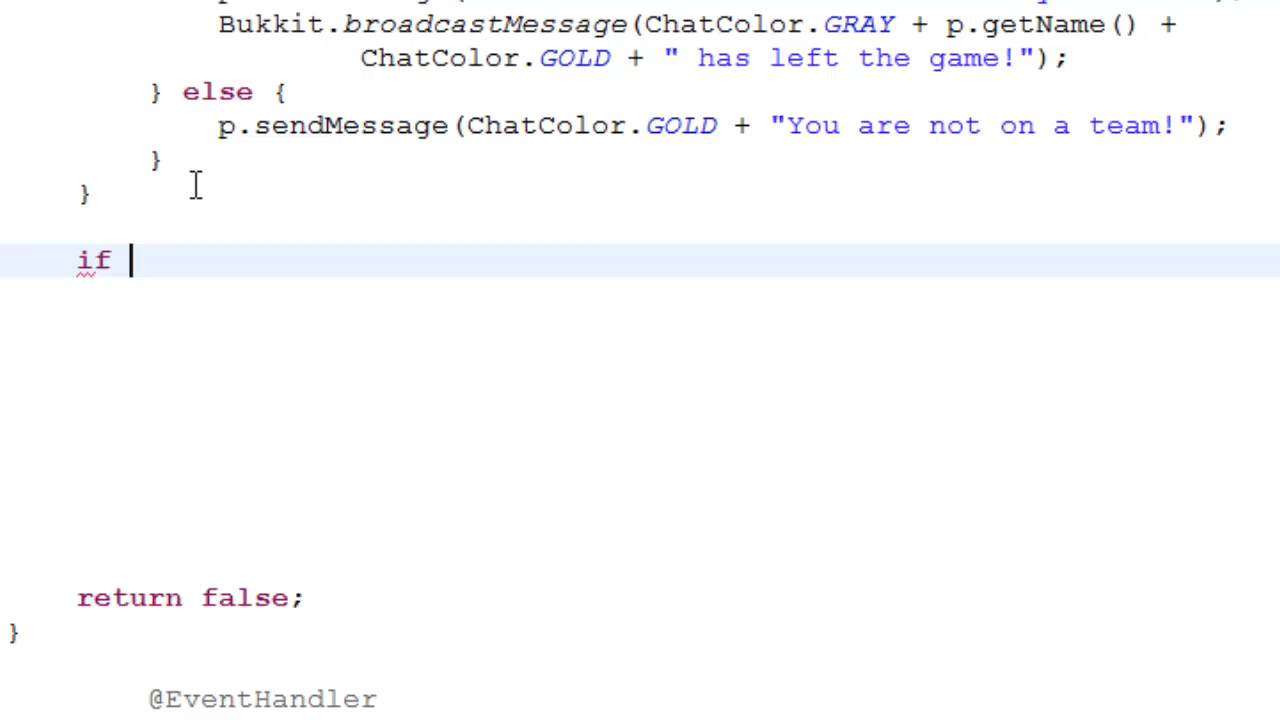 Bukkit.broadcastMessage(ChatColor.GRAY + p.getName() +
ChatColor.GOLD + " has left the game!");
} else {
p.sendMessage(ChatColor.GOLD + "You are not on a team!");
}
}
if
return false;
}
@EventHandler